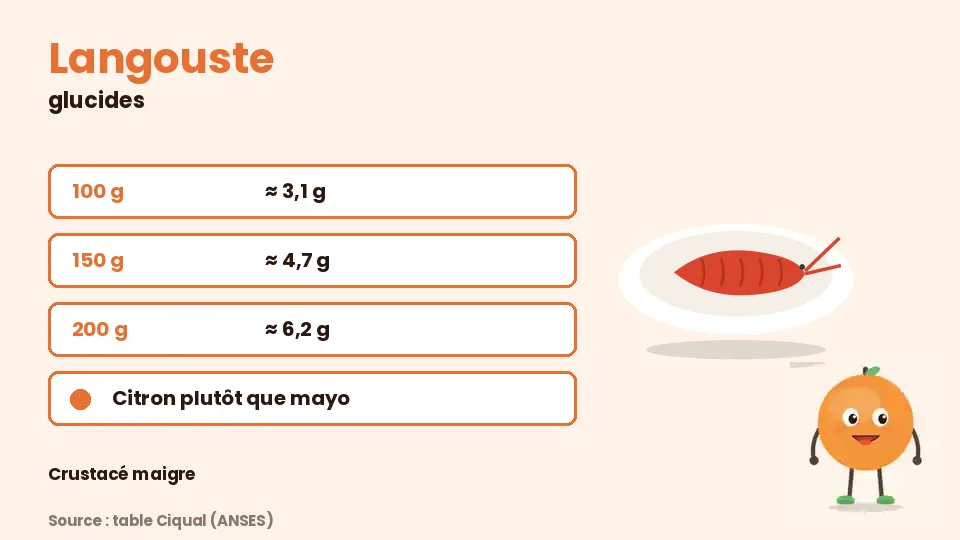 Langouste
glucides
100 g ≈ 3,1 g
150 g ≈ 4,7 g
200 g ≈ 6,2 g
Citron plutôt que mayo
Crustacé maigre
Source : table Ciqual (ANSES)